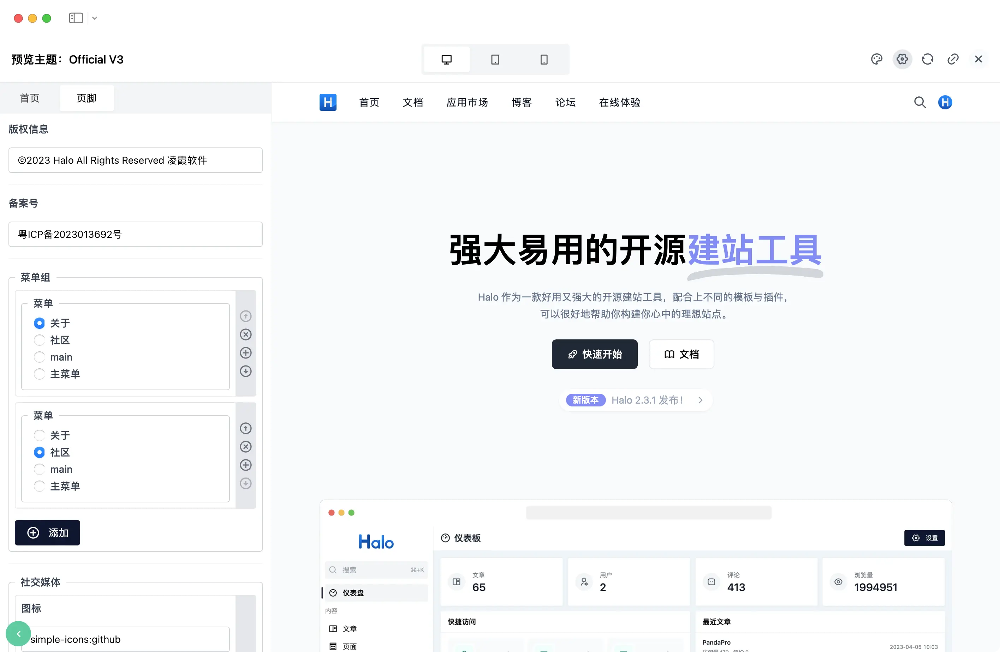 预览主题：Official V3
首页
页脚
版权信息
©2023 Halo All Rights Reserved 凌霞软件
备案号
粤ICP备2023013692号
菜单组
菜单
关于
社区
main
主菜单
菜单
关于
社区
main
主菜单
添加
社交媒体
图标
simple-icons:github
H 首页 文档 应用市场 博客 论坛 在线体验 H
强大易用的开源建站工具
Halo 作为一款好用又强大的开源建站工具，配合上不同的模板与插件，
可以很好地帮助你构建你心中的理想站点。
快速开始 文档
新版本 Halo 2.3.1 发布！
Halo
搜索 ⌘+K
仪表盘
内容
文章
页面
仪表板 设置
文章
65
用户
2
评论
413
浏览量
1994951
快捷访问
最近文章
PandaPro
访问量 179 评论 0
2023-04-05 10:03